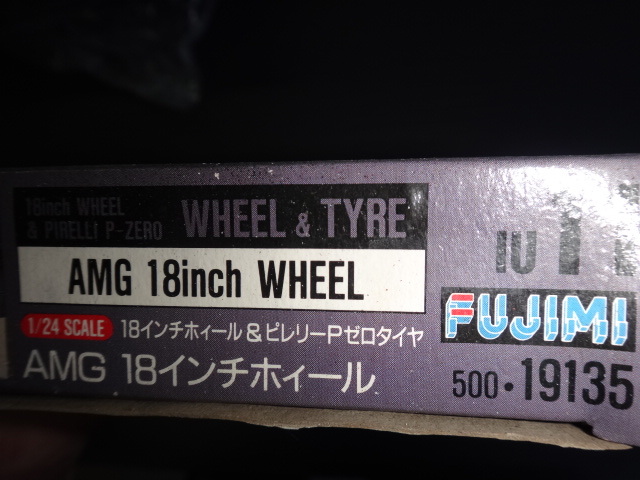 18inch WHEEL
& PIRELLI P-ZERO
WHEEL & TYRE
AMG 18inch WHEEL
1/24 SCALE
18インチホィール&ピレリーPゼロタイヤ
AMG 18インチホィール
FUJIMI
500・19135